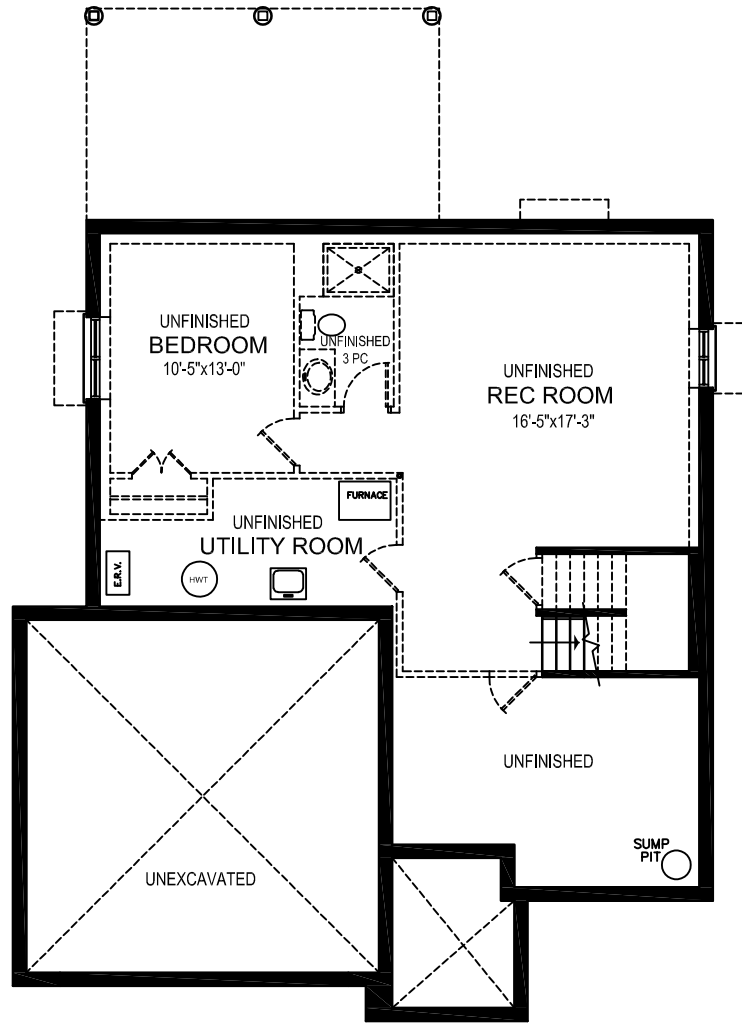 UNFINISHED
BEDROOM
10'-5"x13'-0"
UNFINISHED
3 PC
UNFINISHED
REC ROOM
16'-5"x17'-3"
FURNACE
UNFINISHED
UTILITY ROOM
E.R.V.
HWT
UNFINISHED
SUMP
PIT
UNEXCAVATED